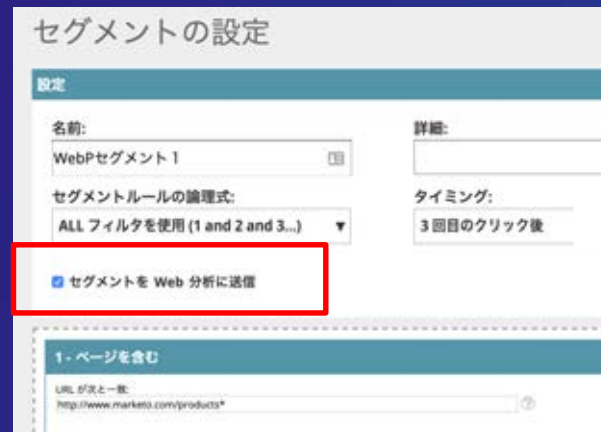 セグメントの設定
設定
名前:
詳細:
WebPセグメント 1
セグメントルールの論理式:
タイミング:
ALL フィルタを使用 (1 and 2 and 3...)
3 回目のクリック後
セグメントを Web 分析に送信
1 - ページを含む
URL が次と一致:
http://www.marketo.com/products*